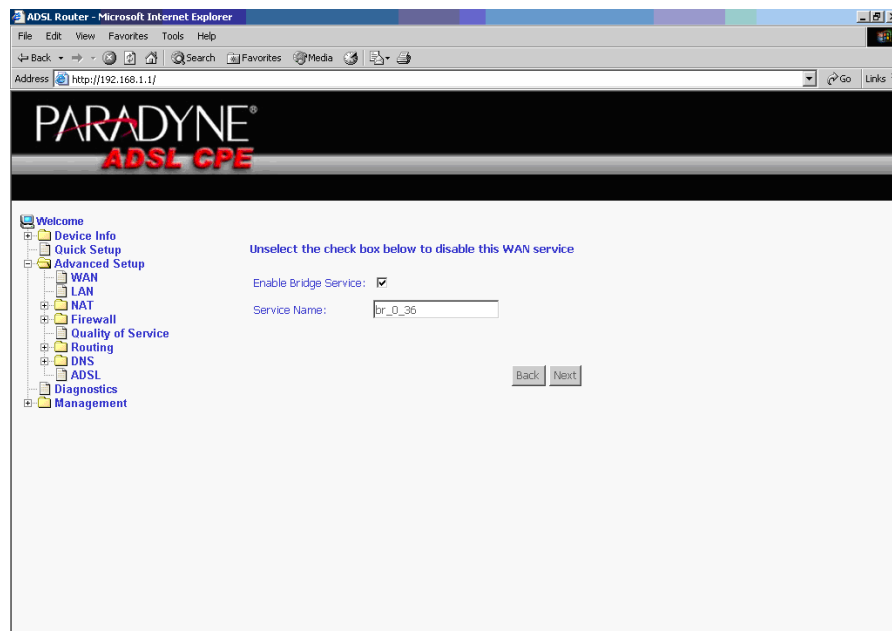 ADSL Router - Microsoft Internet Explorer
File Edit View Favorites Tools Help
Back Search Favorites Media
Address http://192.168.1.1/ Go Links
PARADYNE®
ADSL CPE
Welcome
Device Info
Quick Setup
Advanced Setup
WAN
LAN
NAT
Firewall
Quality of Service
Routing
DNS
ADSL
Diagnostics
Management
Unselect the check box below to disable this WAN service
Enable Bridge Service:
Service Name: br_0_36
Back Next